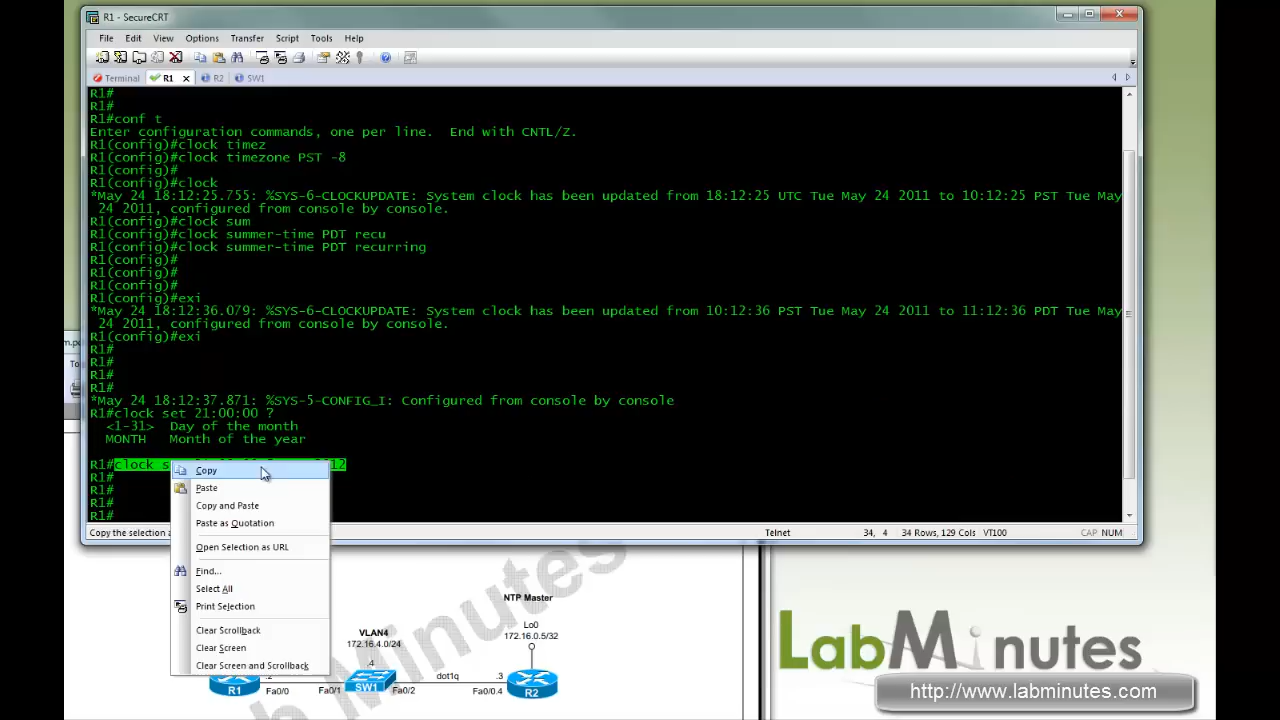 R1 - SecureCRT
File Edit View Options Transfer Script Tools Help
Terminal R1 x R2 SW1
R1#
R1#
R1#conf t
Enter configuration commands, one per line.  End with CNTL/Z.
R1(config)#clock timez
R1(config)#clock timezone PST -8
R1(config)#
R1(config)#clock
*May 24 18:12:25.755: %SYS-6-CLOCKUPDATE: System clock has been updated from 18:12:25 UTC Tue May 24 2011 to 10:12:25 PST Tue May
24 2011, configured from console by console.
R1(config)#clock sum
R1(config)#clock summer-time PDT recu
R1(config)#clock summer-time PDT recurring
R1(config)#
R1(config)#
R1(config)#
R1(config)#exi
*May 24 18:12:36.079: %SYS-6-CLOCKUPDATE: System clock has been updated from 10:12:36 PST Tue May 24 2011 to 11:12:36 PDT Tue May
24 2011, configured from console by console.
R1(config)#exi
R1#
R1#
R1#
R1#
*May 24 18:12:37.871: %SYS-5-CONFIG_I: Configured from console by console
R1#clock set 21:00:00 ?
<1-31>  Day of the month
MONTH   Month of the year
R1#clock s
R1#
R1#
R1#
R1#
Copy
Paste
Copy and Paste
Paste as Quotation
Open Selection as URL
Find...
Select All
Print Selection
Clear Scrollback
Clear Screen
Clear Screen and Scrollback
Copy the selection
Telnet 34, 4 34 Rows, 129 Cols VT100 CAP NUM
Minutes
NTP Master
Lo0
172.16.0.5/32
VLAN4
172.16.4.0/24
.4
dot1q
.3
R1 Fa0/0 Fa0/1 SW1 Fa0/2 Fa0/0.4 R2
LabMinutes
http://www.labminutes.com